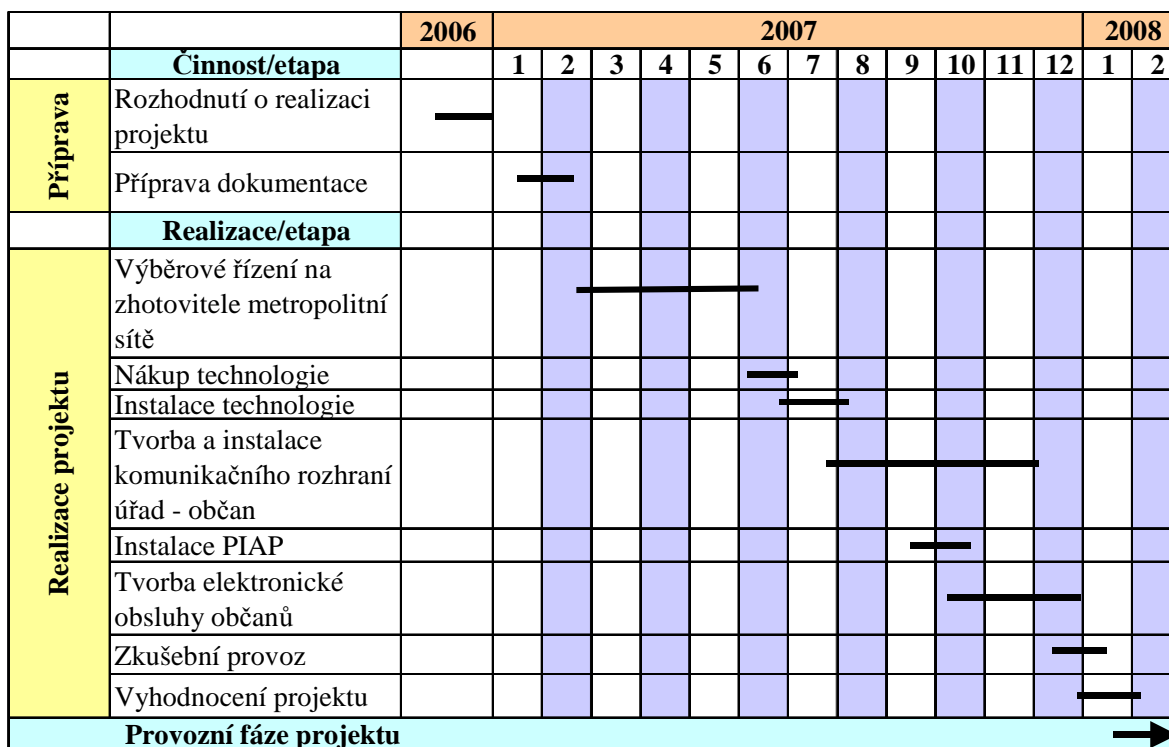 2006 2007 2008
Činnost/etapa 1 2 3 4 5 6 7 8 9 10 11 12 1 2
Příprava
Rozhodnutí o realizaci
projektu
Příprava dokumentace
Realizace/etapa
Realizace projektu
Výběrové řízení na
zhotovitele metropolitní
sítě
Nákup technologie
Instalace technologie
Tvorba a instalace
komunikačního rozhraní
úřad - občan
Instalace PIAP
Tvorba elektronické
obsluhy občanů
Zkušební provoz
Vyhodnocení projektu
Provozní fáze projektu